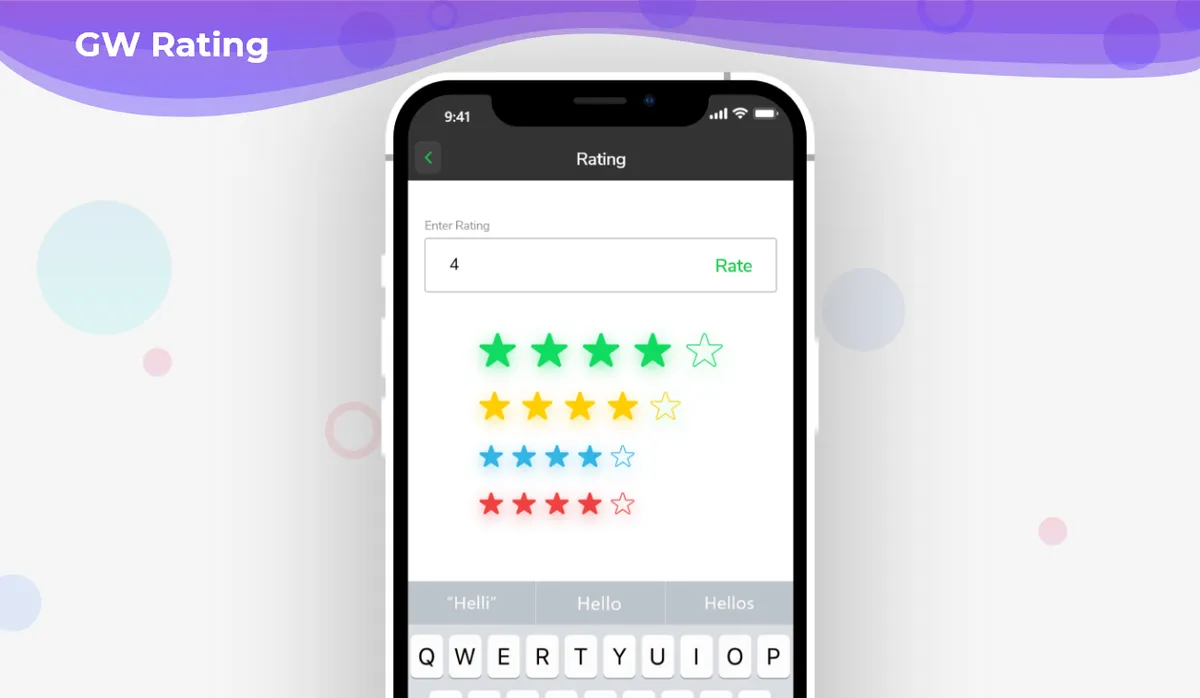 GW Rating
9:41
Rating
Enter Rating
4 Rate
"Helli" Hello Hellos
Q W E R T Y U I O P